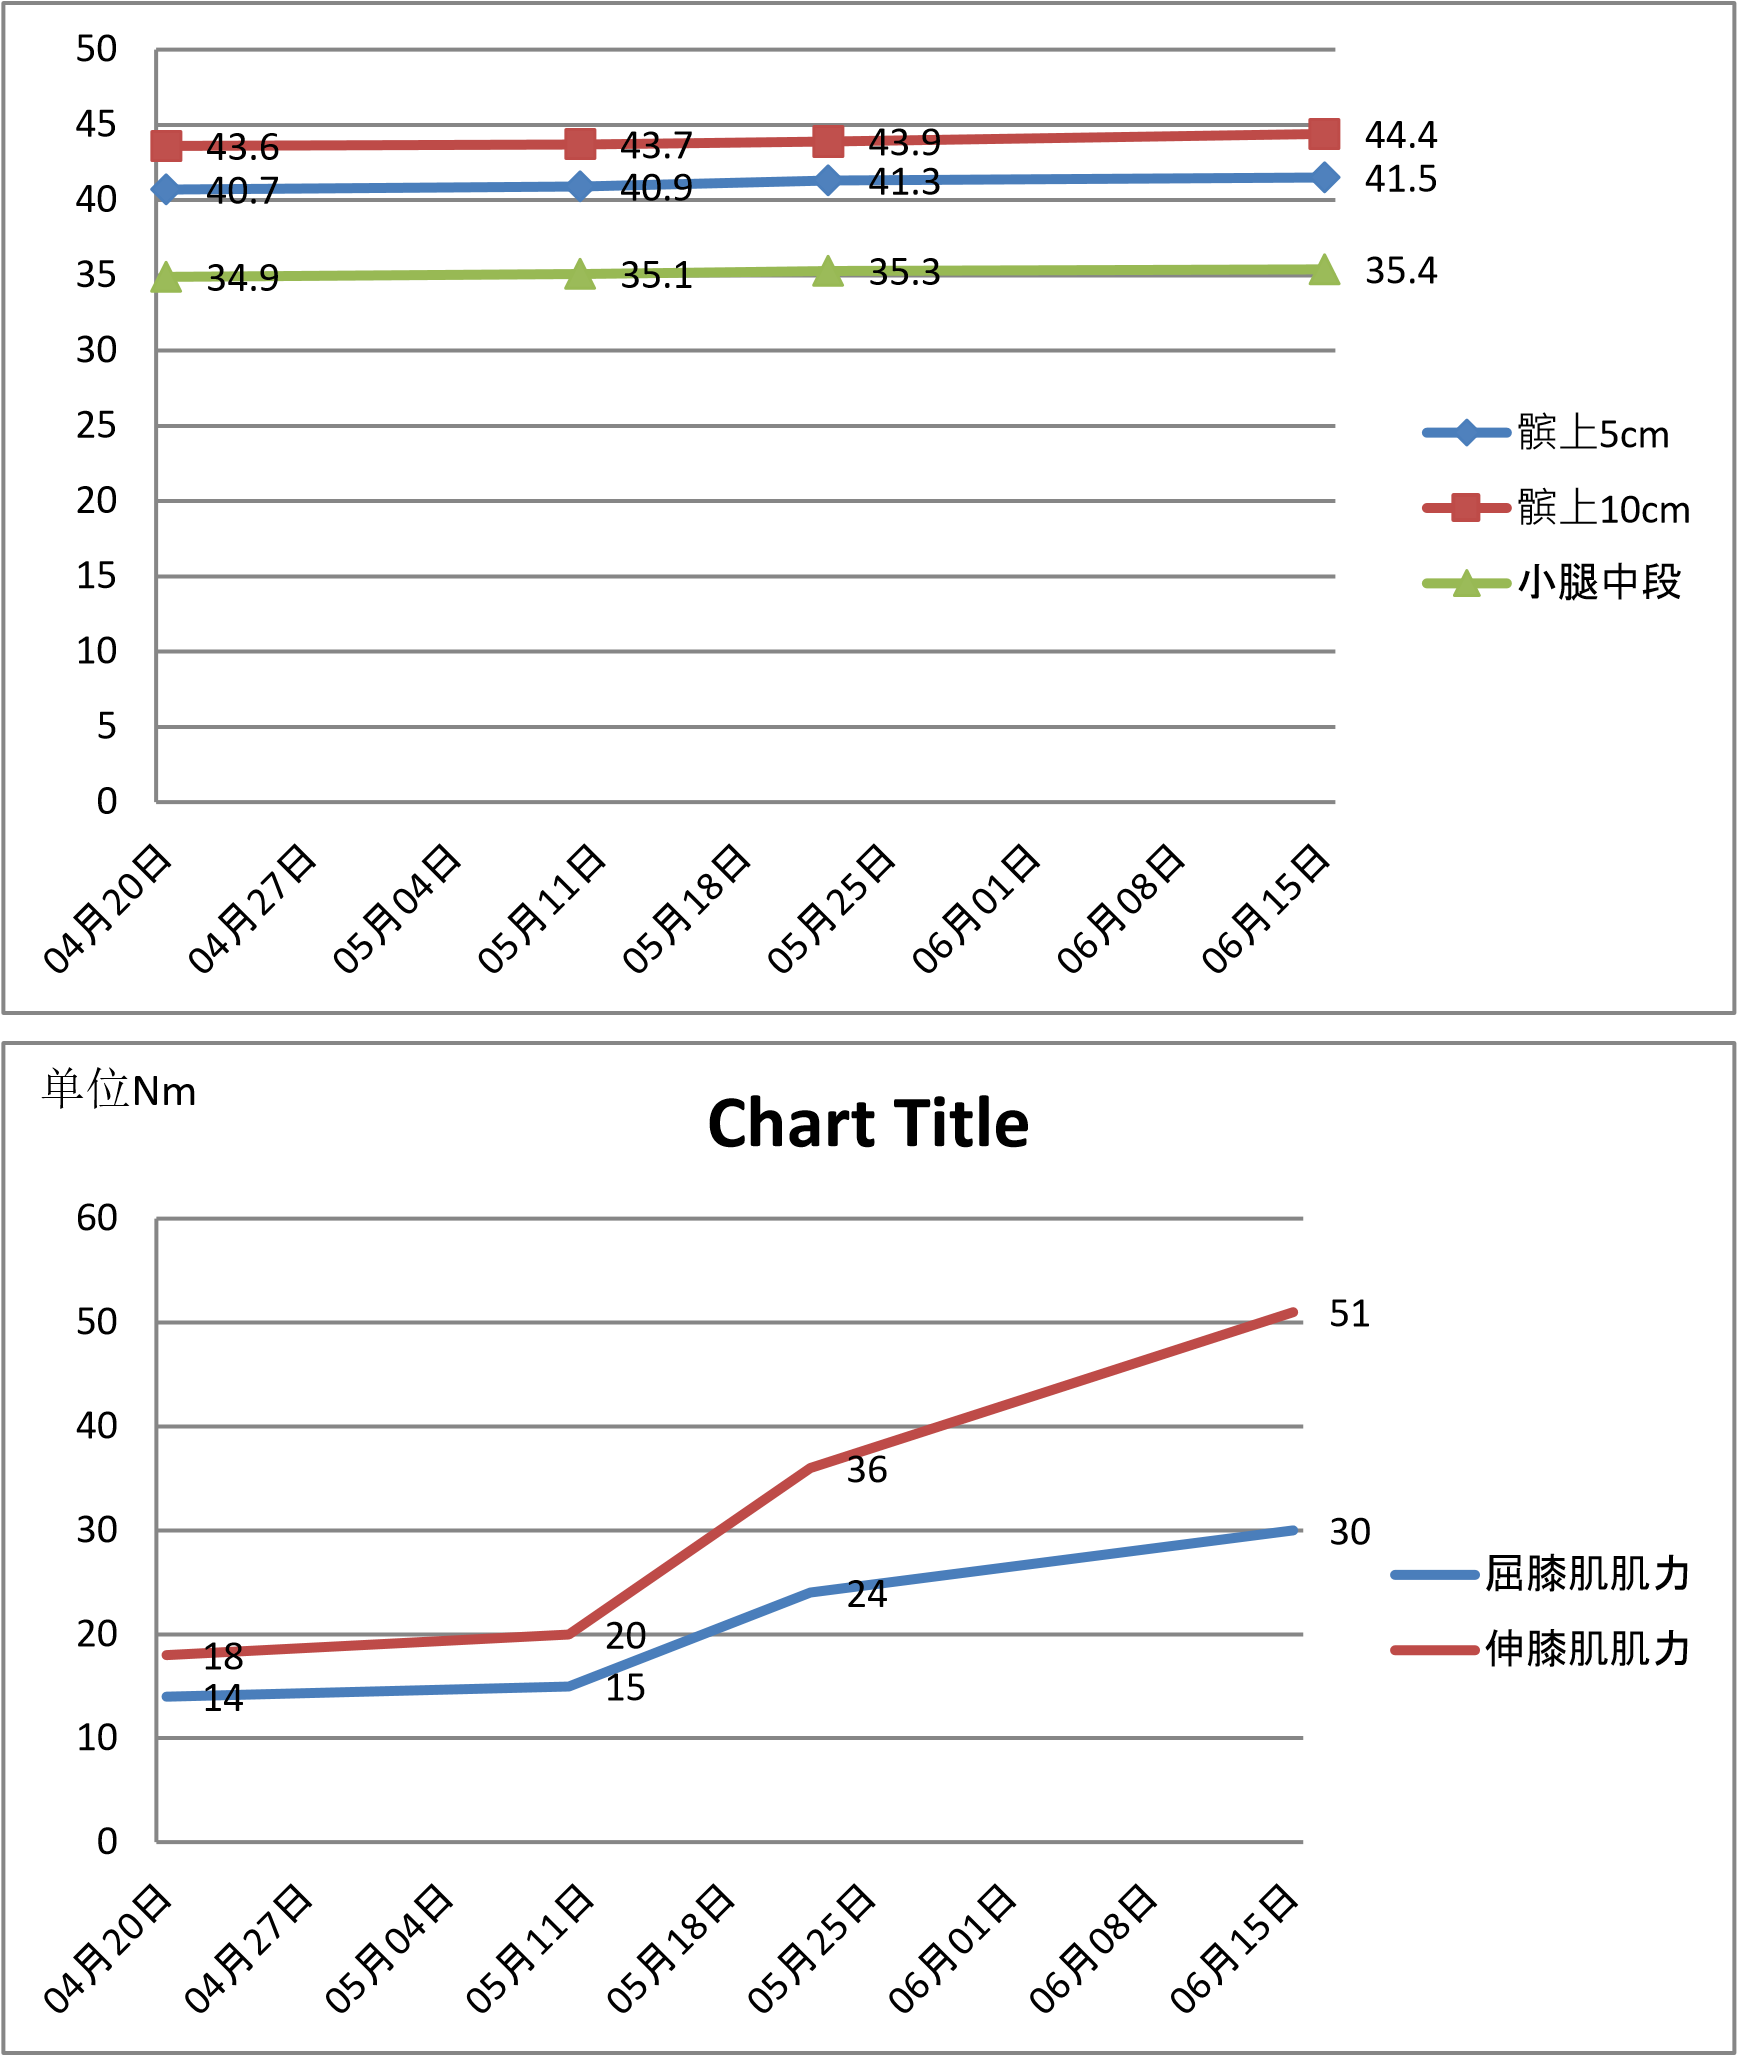 50
45
40
35
30
25
20
15
10
5
0
43.6
43.7
43.9
44.4
40.7
40.9
41.3
41.5
34.9
35.1
35.3
35.4
髌上5cm
髌上10cm
小腿中段
04月20日
04月27日
05月04日
05月11日
05月18日
05月25日
06月01日
06月08日
06月15日
单位Nm
Chart Title
60
50
40
30
20
10
0
51
36
30
24
20
18
15
14
屈膝肌肌力
伸膝肌肌力
04月20日
04月27日
05月04日
05月11日
05月18日
05月25日
06月01日
06月08日
06月15日